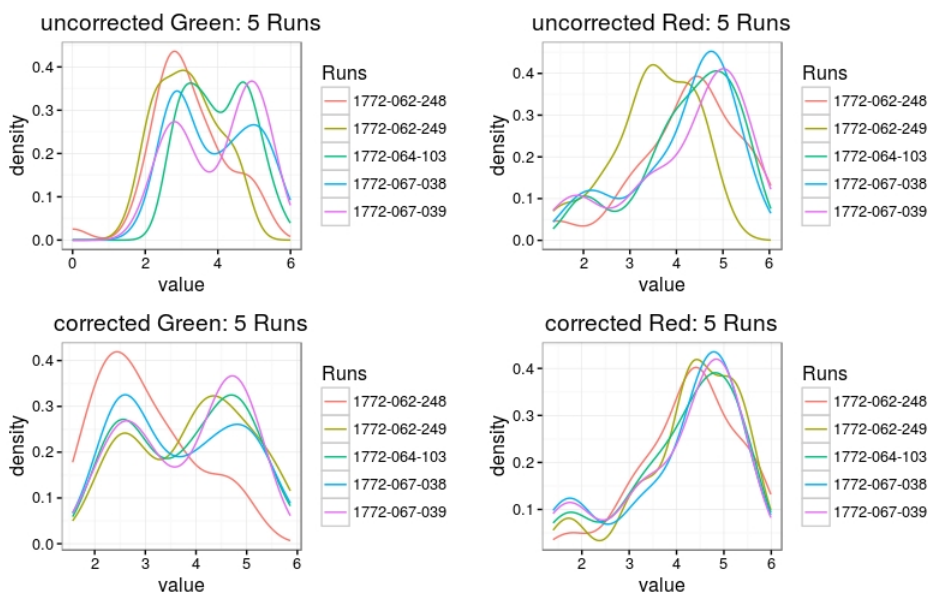 uncorrected Green: 5 Runs
density
0.4
0.3
0.2
0.1
0.0
0 2 4 6
value
Runs
1772-062-248
1772-062-249
1772-064-103
1772-067-038
1772-067-039
uncorrected Red: 5 Runs
density
0.4
0.3
0.2
0.1
0.0
2 3 4 5 6
value
Runs
1772-062-248
1772-062-249
1772-064-103
1772-067-038
1772-067-039
corrected Green: 5 Runs
density
0.4
0.3
0.2
0.1
0.0
2 3 4 5 6
value
Runs
1772-062-248
1772-062-249
1772-064-103
1772-067-038
1772-067-039
corrected Red: 5 Runs
density
0.4
0.3
0.2
0.1
2 3 4 5 6
value
Runs
1772-062-248
1772-062-249
1772-064-103
1772-067-038
1772-067-039